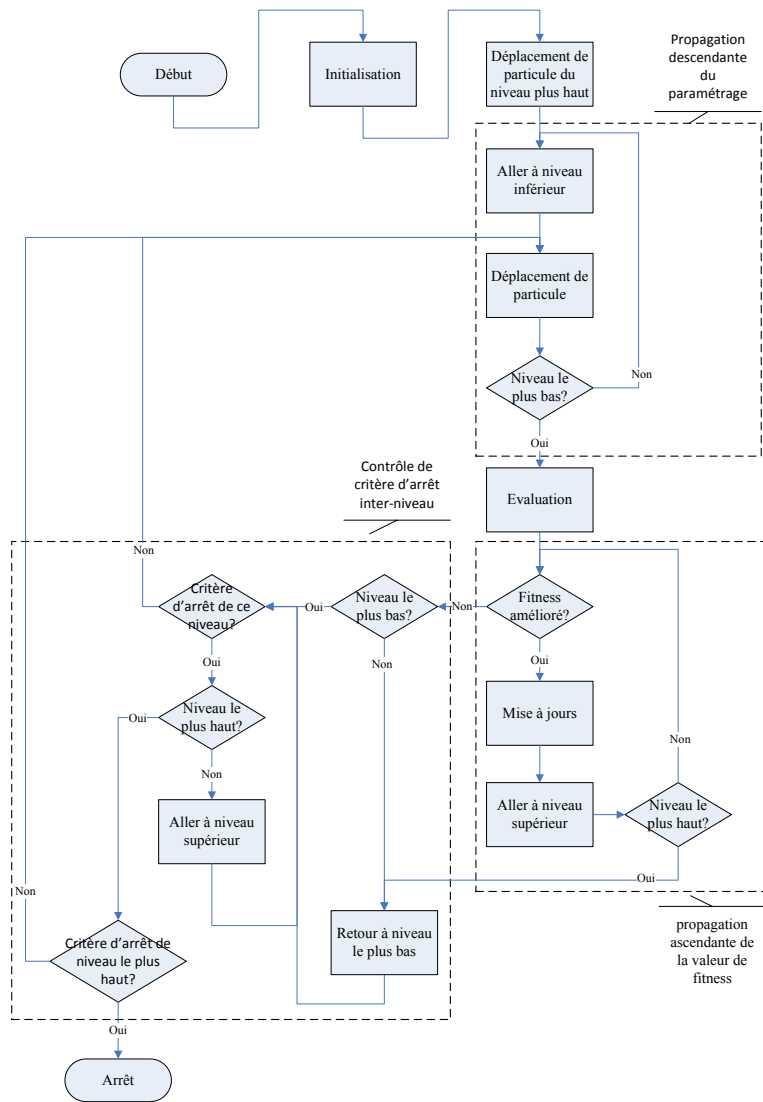 Début
Initialisation
Déplacement de
particule du
niveau plus haut
Propagation
descendante
du
paramétrage
Aller à niveau
inférieur
Déplacement de
particule
Niveau le
plus bas?
Non
Oui
Evaluation
Contrôle de
critère d'arrêt
inter-niveau
Non
Critère
d'arrêt de ce
niveau?
Oui
Niveau le
plus bas?
Non
Fitness
amélioré?
Oui
Non
Oui
Niveau le
plus haut?
Oui
Mise à jours
Non
Non
Aller à niveau
supérieur
Aller à niveau
supérieur
Niveau le
plus haut?
Oui
Non
Critère d'arrêt de
niveau le plus
haut?
Retour à niveau
le plus bas
propagation
ascendante de
la valeur de
fitness
Oui
Arrêt